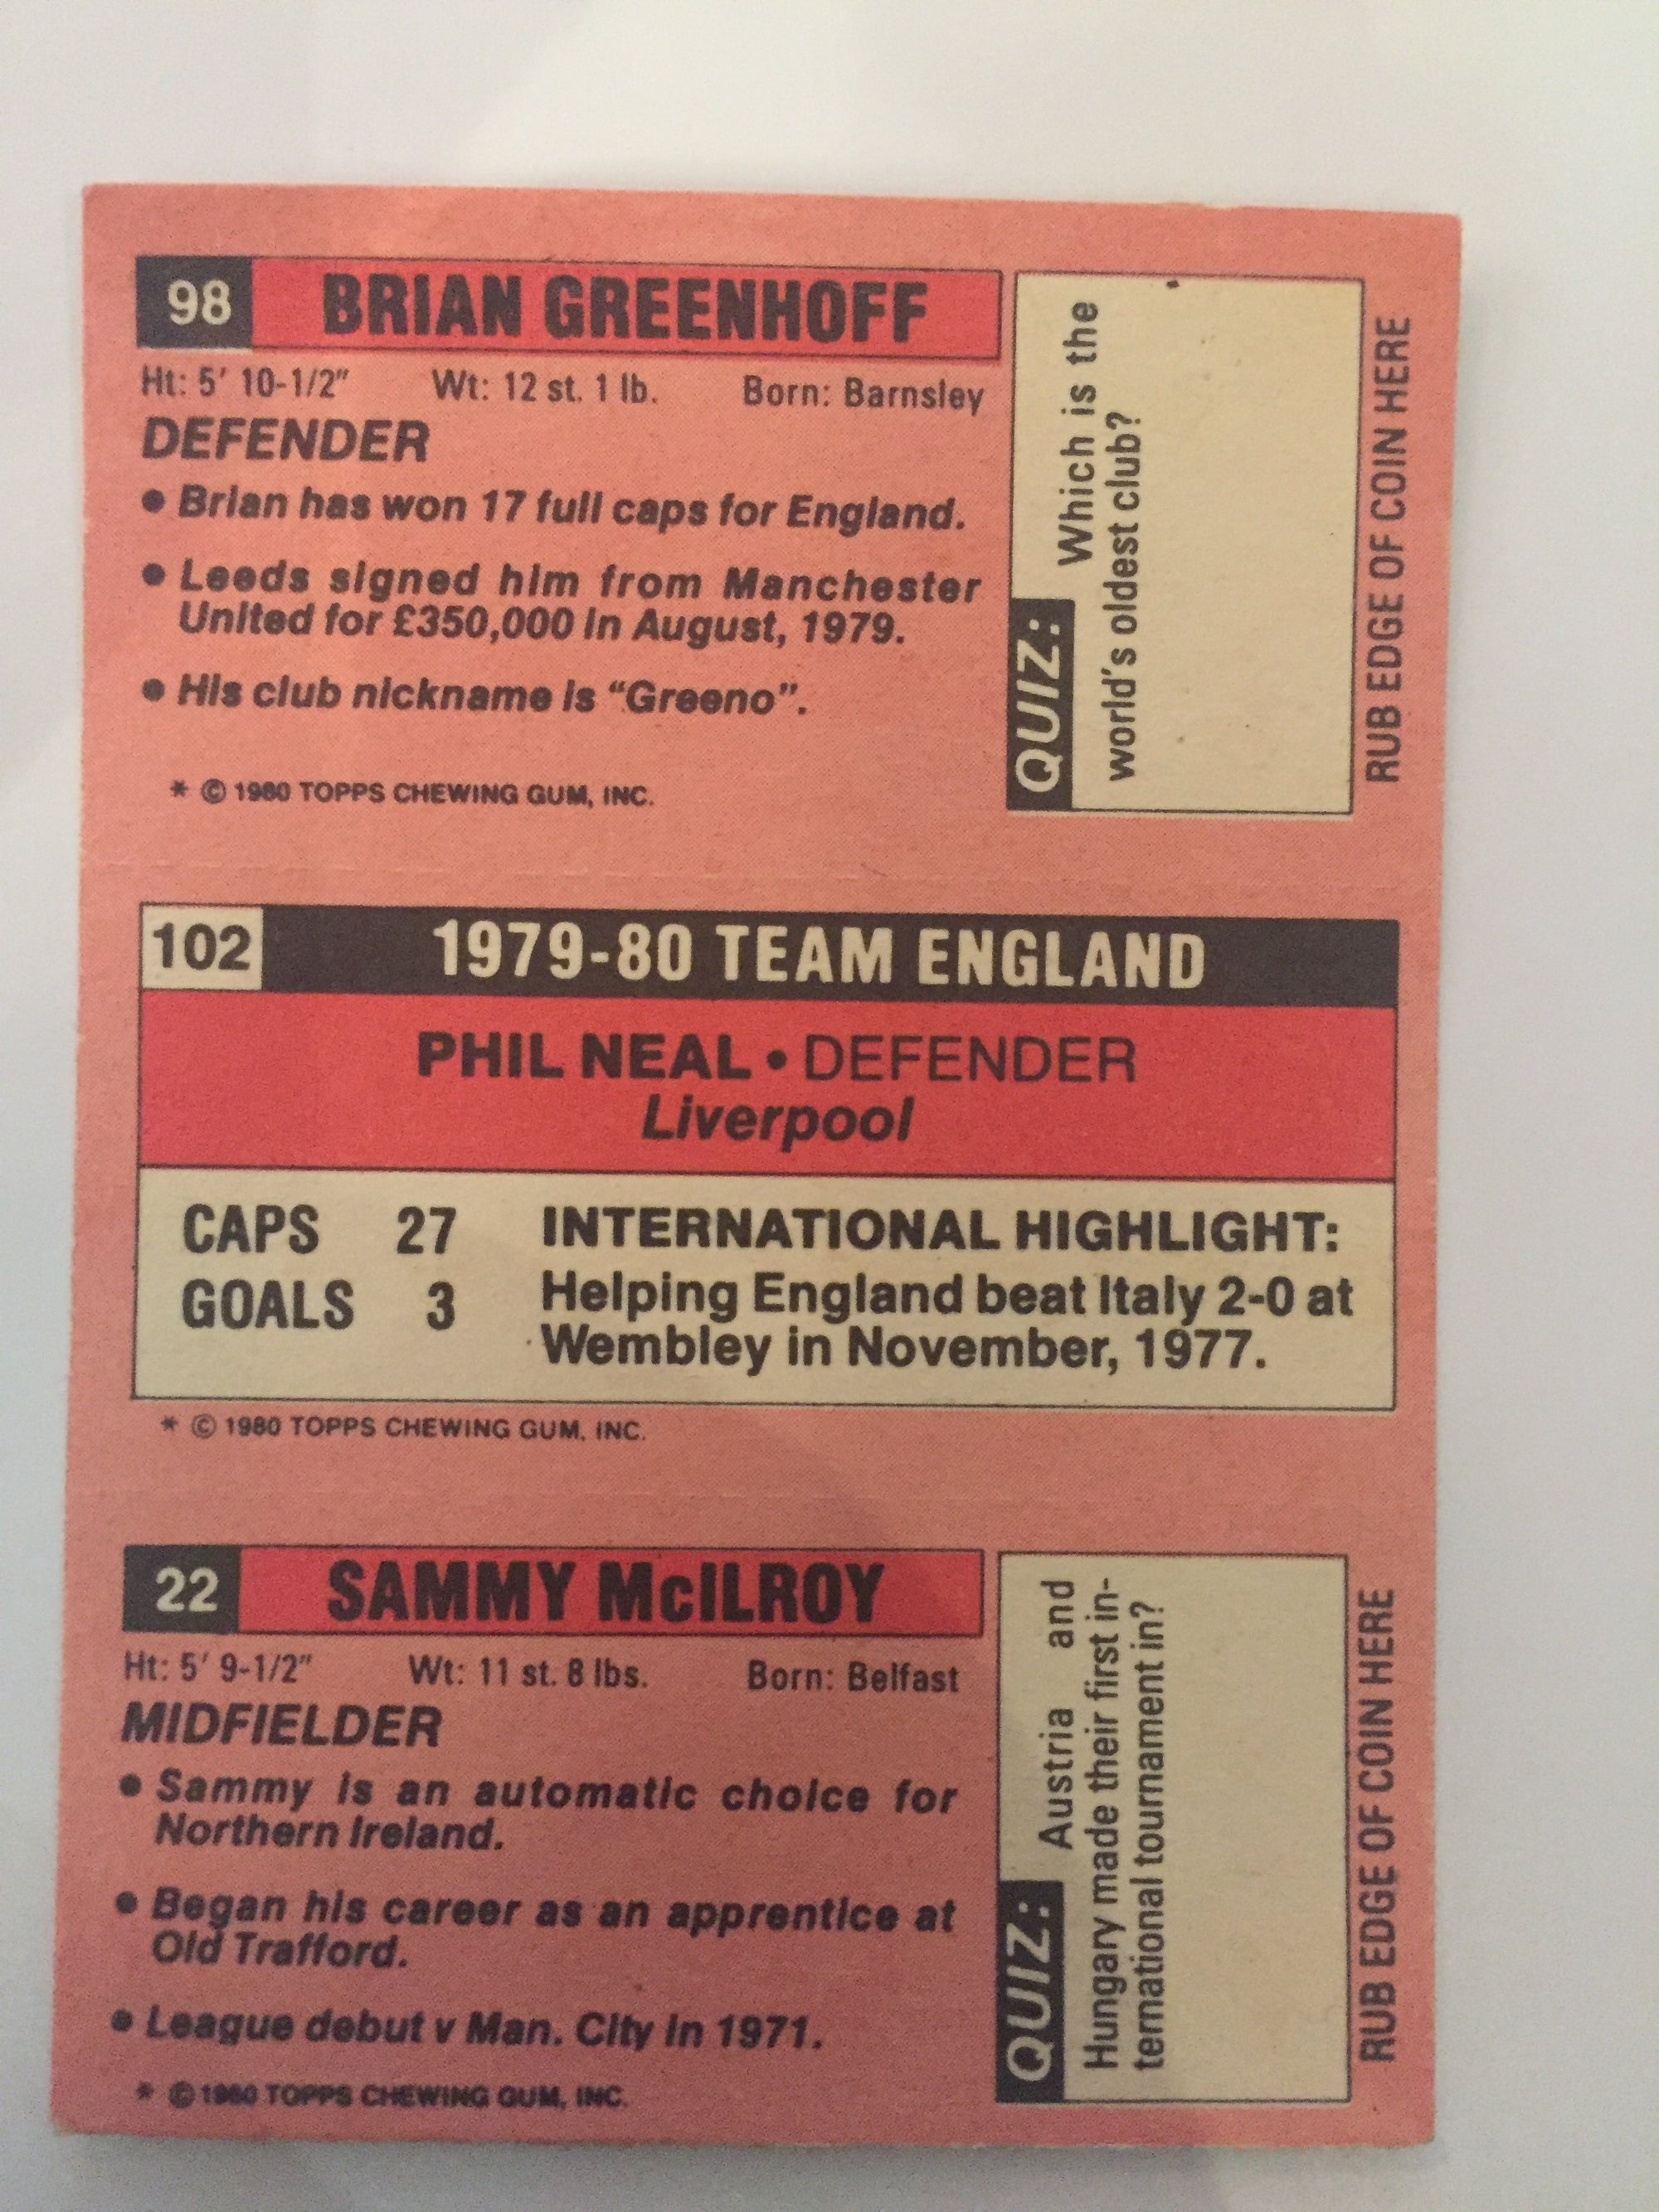 98 BRIAN GREENHOFF
Ht: 5' 10-1/2" Wt: 12 st. 1 lb. Born: Barnsley
DEFENDER
• Brian has won 17 full caps for England.
• Leeds signed him from Manchester
United for £350,000 in August, 1979.
• His club nickname is “Greeno”.
* © 1980 TOPPS CHEWING GUM, INC.
QUIZ: Which is the
world's oldest club?
RUB EDGE OF COIN HERE
102 1979-80 TEAM ENGLAND
PHIL NEAL • DEFENDER
Liverpool
CAPS 27
GOALS 3
INTERNATIONAL HIGHLIGHT:
Helping England beat Italy 2-0 at
Wembley in November, 1977.
* © 1980 TOPPS CHEWING GUM, INC.
22 SAMMY McILROY
Ht: 5' 9-1/2" Wt: 11 st. 8 lbs. Born: Belfast
MIDFIELDER
• Sammy is an automatic choice for
Northern Ireland.
• Began his career as an apprentice at
Old Trafford.
• League debut v Man. City in 1971.
* © 1980 TOPPS CHEWING GUM, INC.
QUIZ: Austria and
Hungary made their first in-
ternational tournament in?
RUB EDGE OF COIN HERE